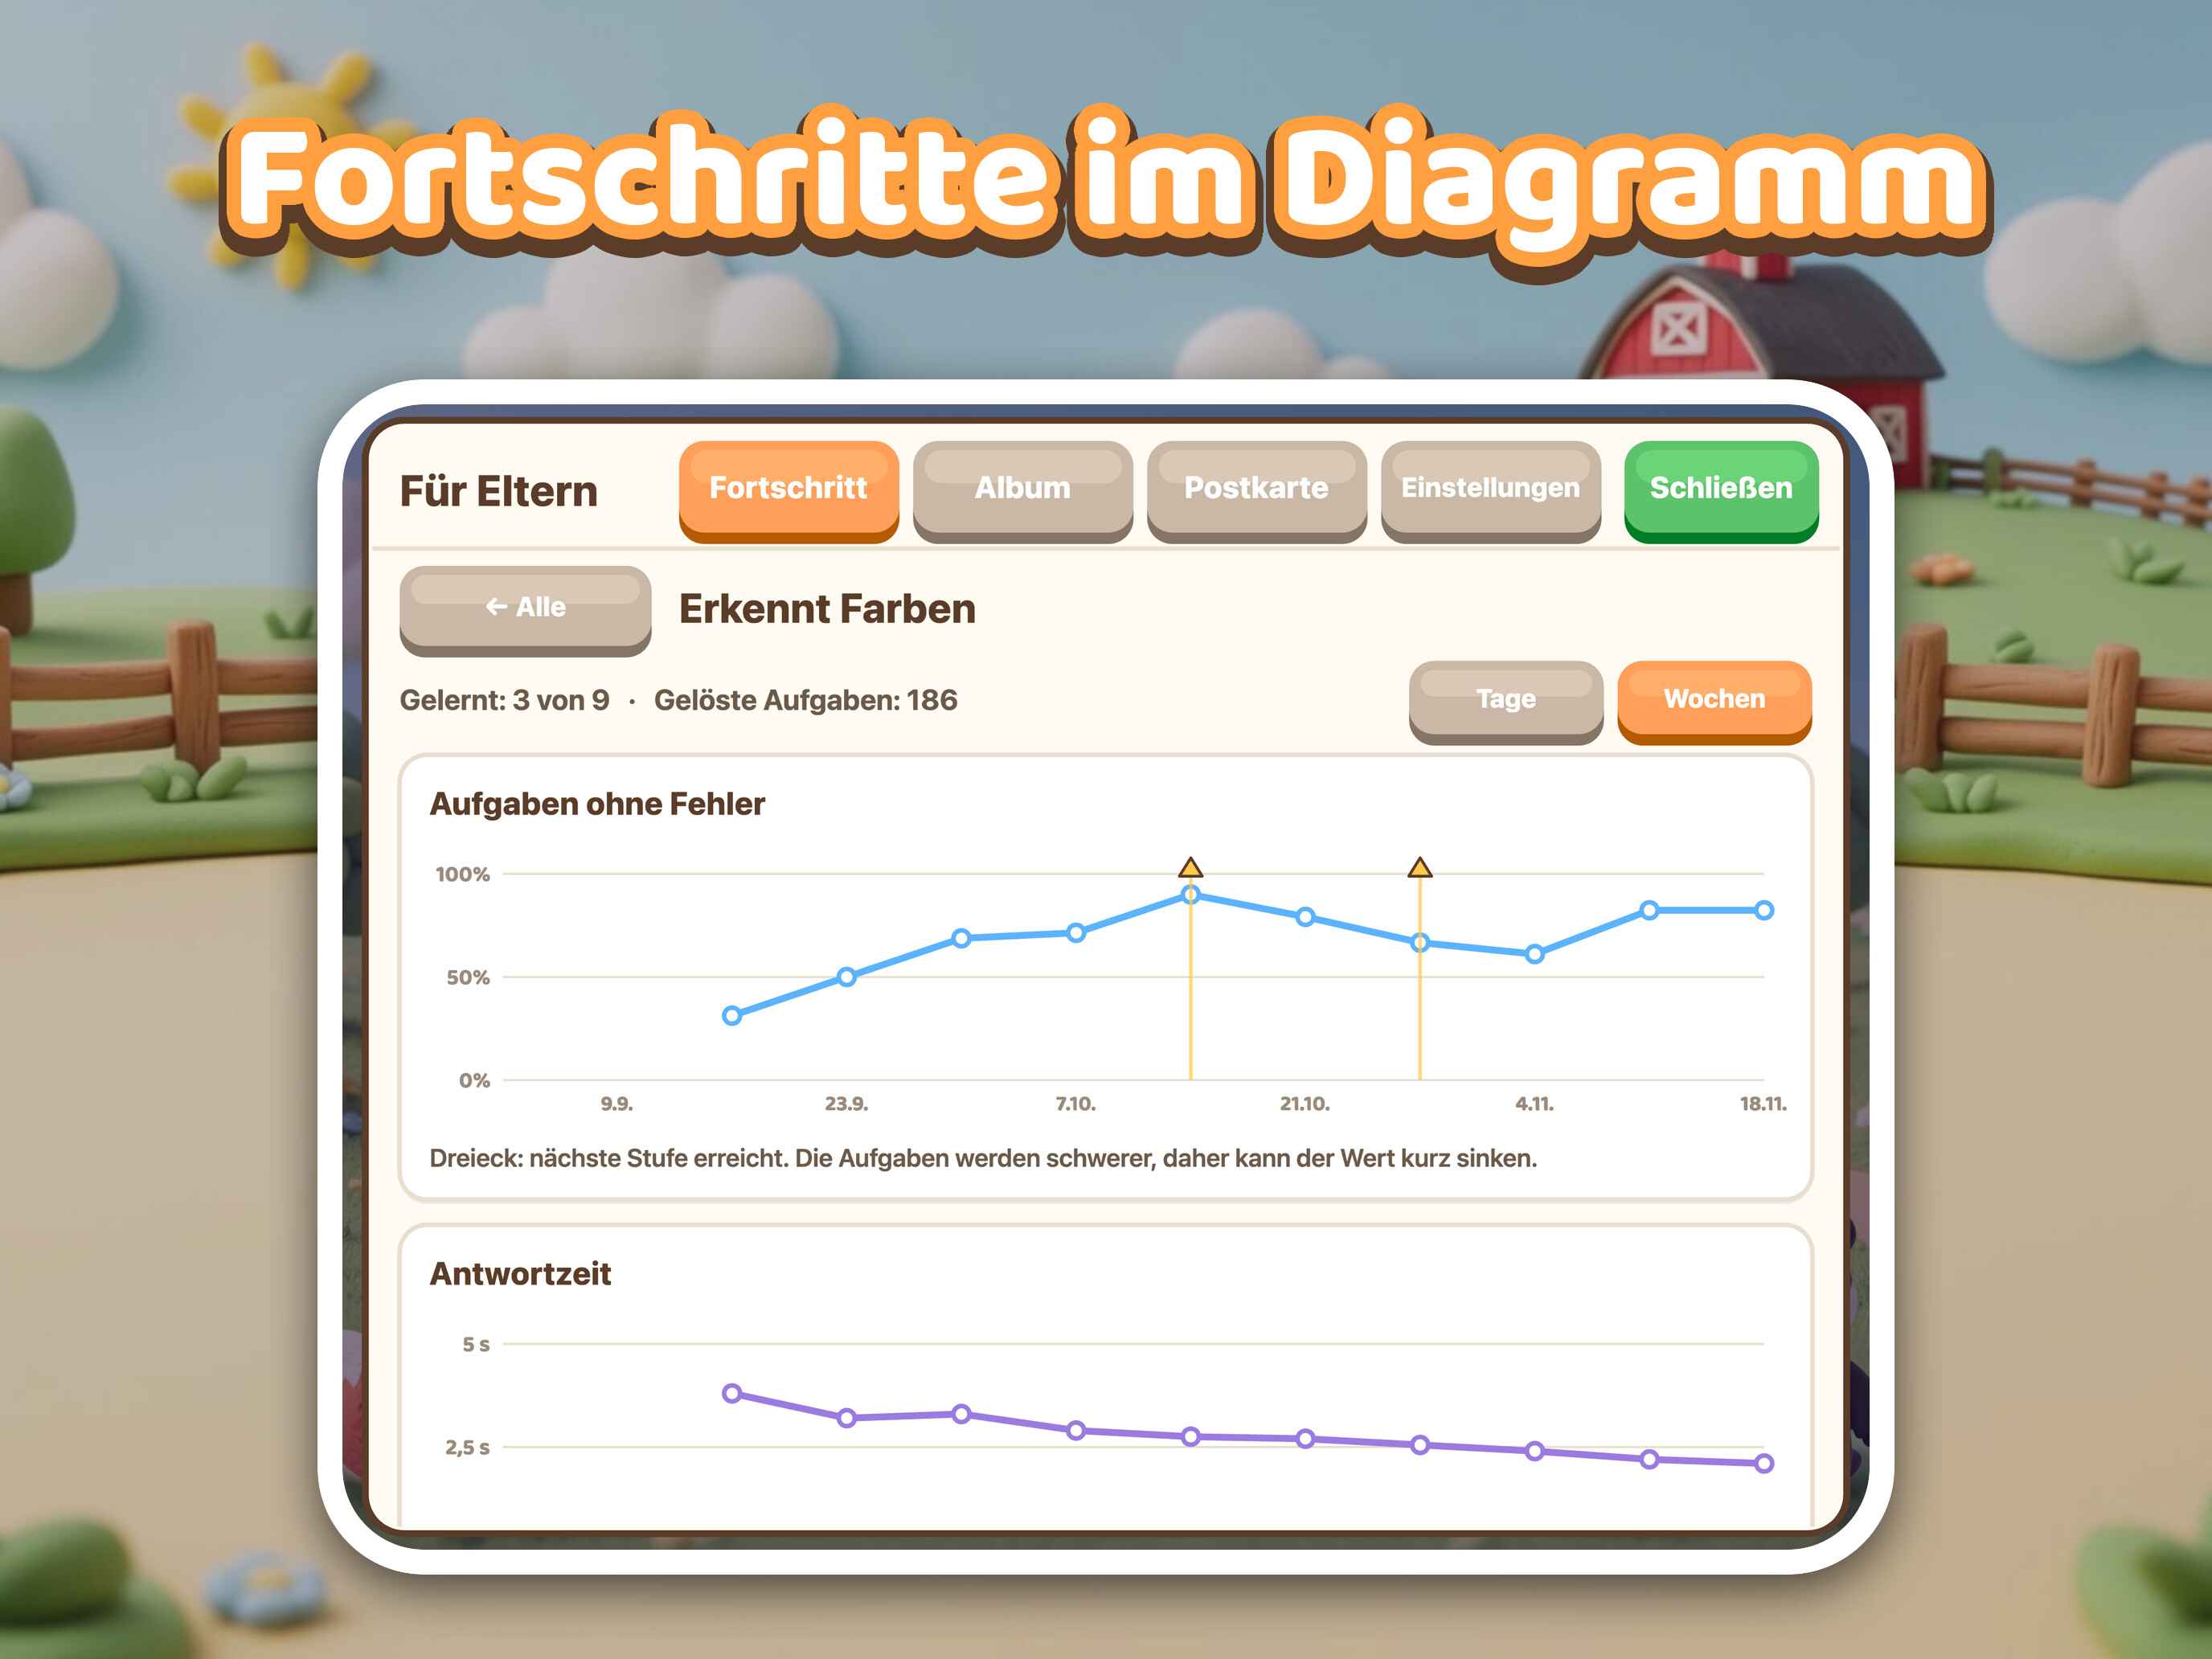 Fortschritte im Diagramm
Für Eltern
Fortschritt
Album
Postkarte
Einstellungen
Schließen
← Alle
Erkennt Farben
Gelernt: 3 von 9 · Gelöste Aufgaben: 186
Tage
Wochen
Aufgaben ohne Fehler
100%
50%
0%
9.9. 23.9. 7.10. 21.10. 4.11. 18.11.
Dreieck: nächste Stufe erreicht. Die Aufgaben werden schwerer, daher kann der Wert kurz sinken.
Antwortzeit
5 s
2,5 s